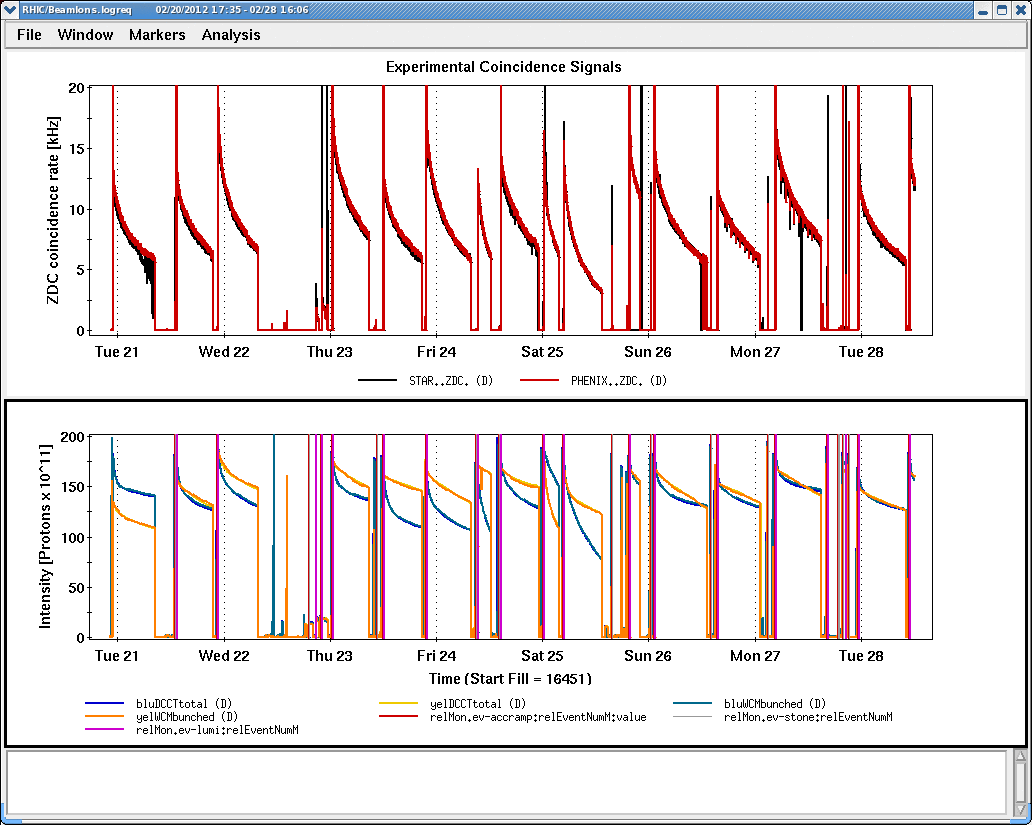 RHIC/BeamIons.logreq 02/20/2012 17:35 - 02/28 16:06
File Window Markers Analysis
Experimental Coincidence Signals
ZDC coincidence rate [kHz]
20
15
10
5
0
Tue 21 Wed 22 Thu 23 Fri 24 Sat 25 Sun 26 Mon 27 Tue 28
STAR..ZDC. (D) PHENIX..ZDC. (D)
Intensity [Protons x 10^11]
200
150
100
50
0
Tue 21 Wed 22 Thu 23 Fri 24 Sat 25 Sun 26 Mon 27 Tue 28
Time (Start Fill = 16451)
bluDCCTtotal (D) yelDCCTtotal (D) bluWCMbunched (D)
yelWCMbunched (D) relMon.ev-accramp:relEventNumM:value relMon.ev-stone:relEventNumM
relMon.ev-lumi:relEventNumM